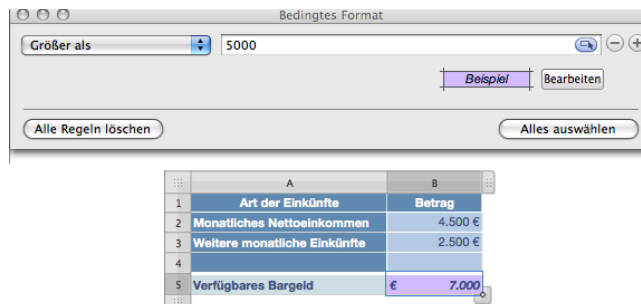 Bedingtes Format
Größer als 5000
Beispiel Bearbeiten
Alle Regeln löschen Alles auswählen
A B
1 Art der Einkünfte Betrag
2 Monatliches Nettoeinkommen 4.500 €
3 Weitere monatliche Einkünfte 2.500 €
4
5 Verfügbares Bargeld € 7.000